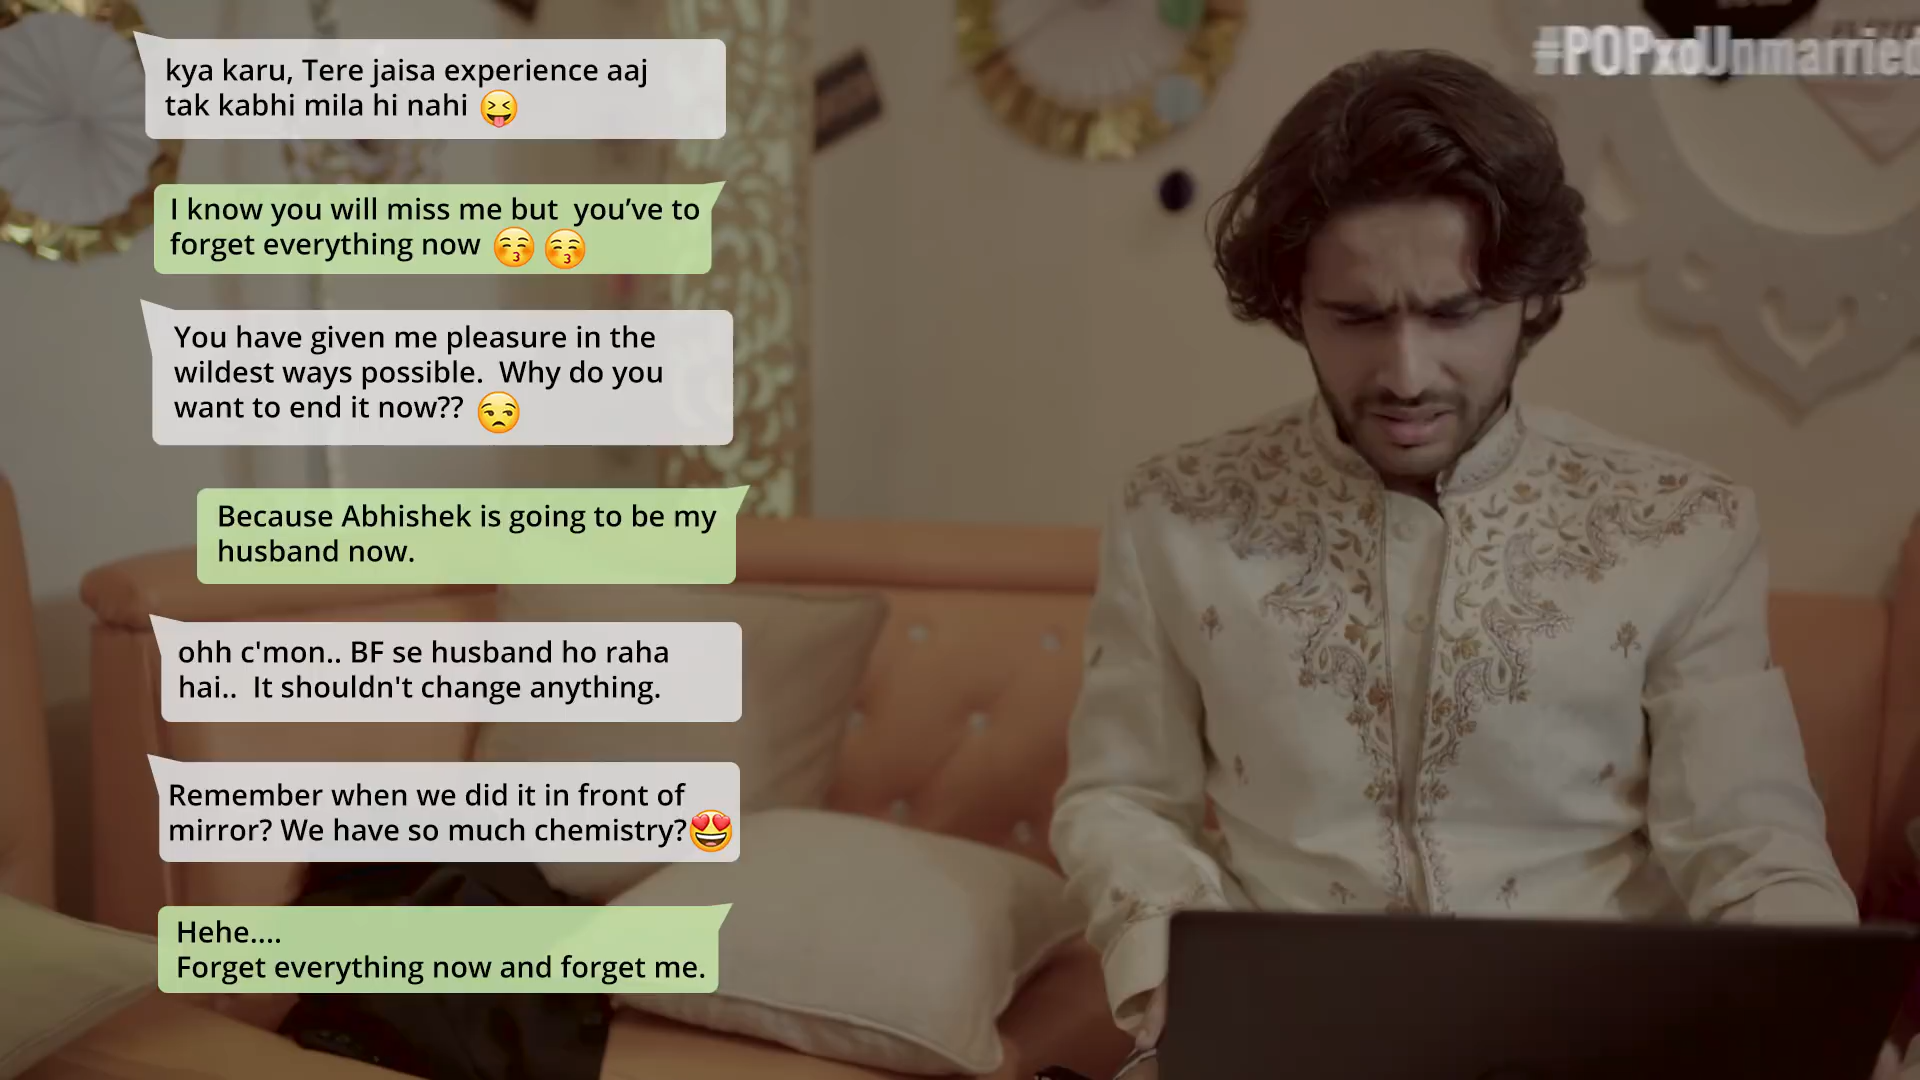 #POPxoUnmarried
kya karu, Tere jaisa experience aaj
tak kabhi mila hi nahi 😝
I know you will miss me but  you’ve to
forget everything now 😚 😚
You have given me pleasure in the
wildest ways possible.  Why do you
want to end it now?? 😒
Because Abhishek is going to be my
husband now.
ohh c'mon.. BF se husband ho raha
hai..  It shouldn't change anything.
Remember when we did it in front of
mirror? We have so much chemistry?😍
Hehe....
Forget everything now and forget me.